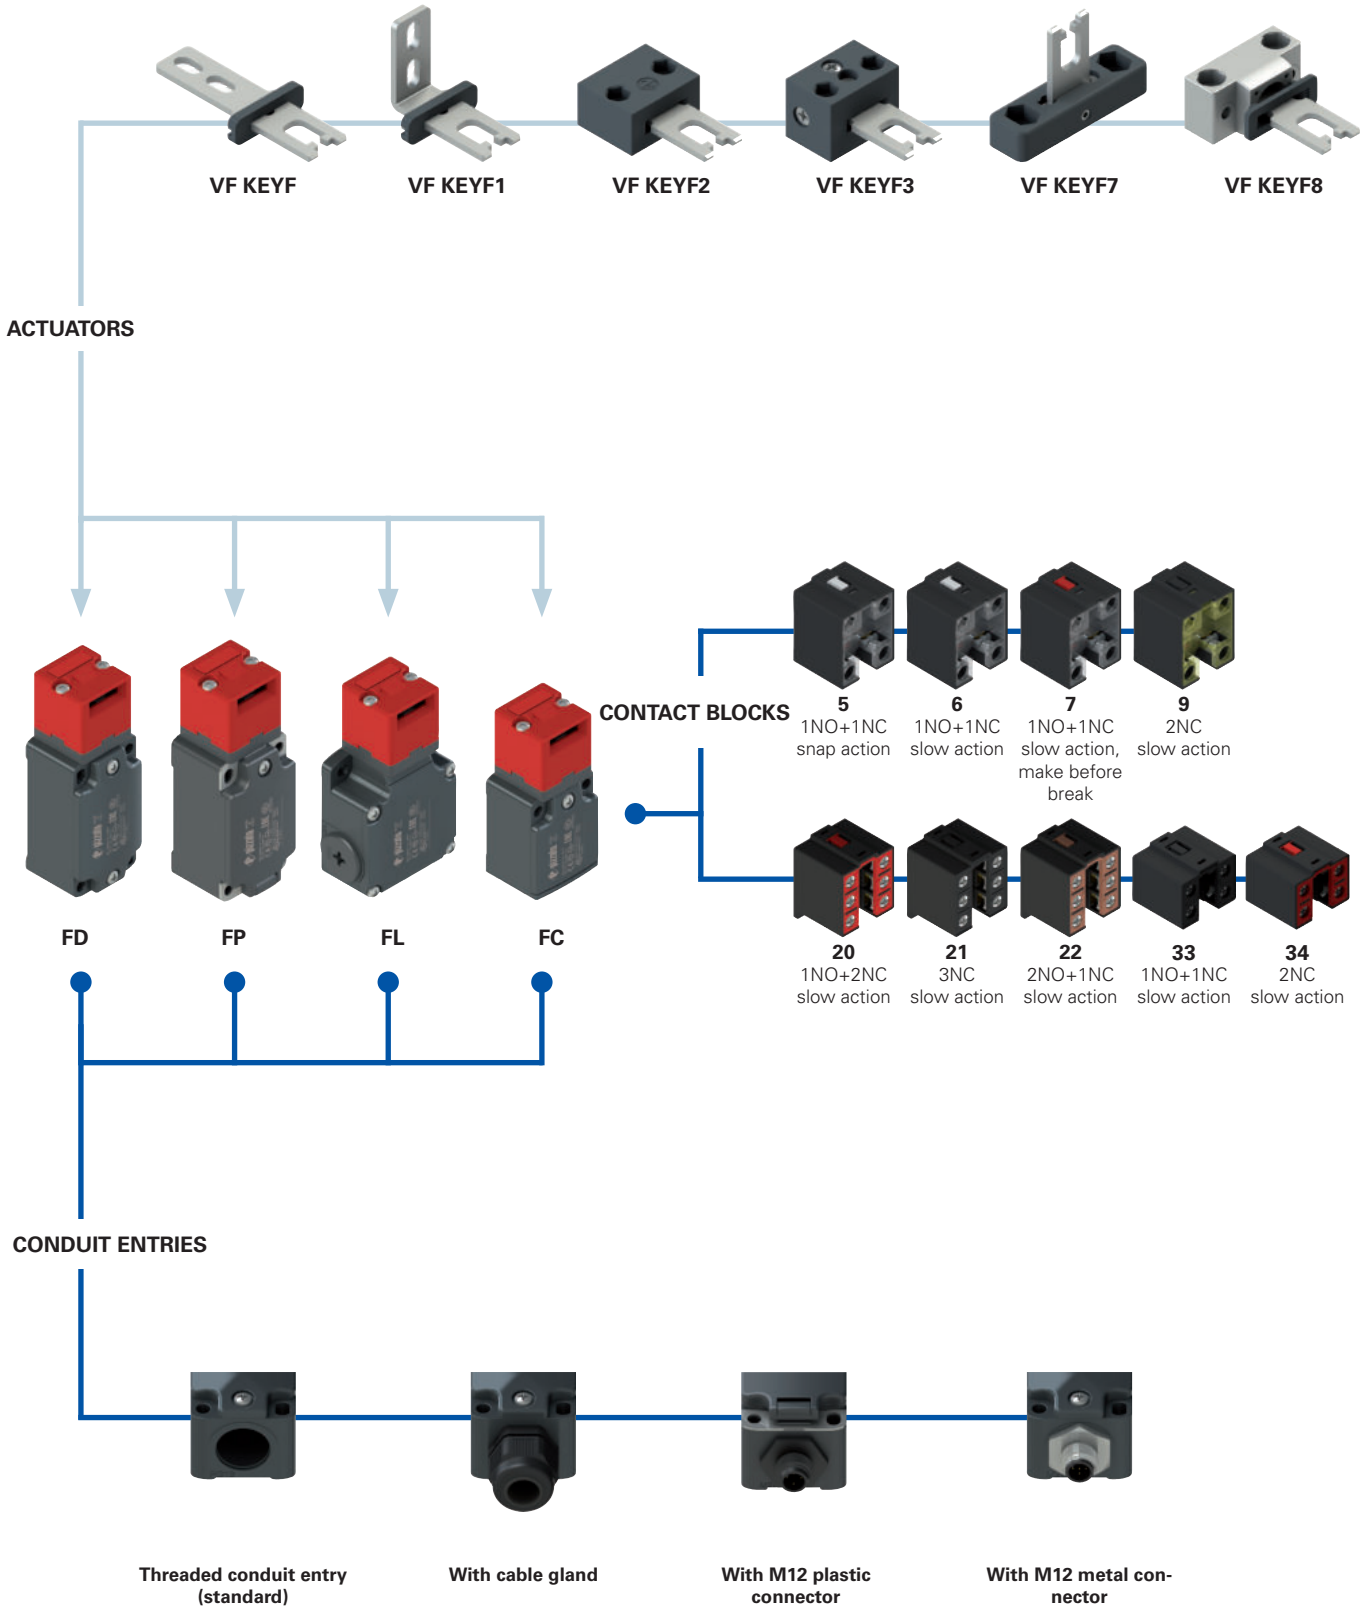 VF KEYF
VF KEYF1
VF KEYF2
VF KEYF3
VF KEYF7
VF KEYF8
ACTUATORS
CONTACT BLOCKS
5
1NO+1NC
snap action
6
1NO+1NC
slow action
7
1NO+1NC
slow action,
make before
break
9
2NC
slow action
20
1NO+2NC
slow action
21
3NC
slow action
22
2NO+1NC
slow action
33
1NO+1NC
slow action
34
2NC
slow action
FD
FP
FL
FC
CONDUIT ENTRIES
Threaded conduit entry
(standard)
With cable gland
With M12 plastic
connector
With M12 metal con-
nector